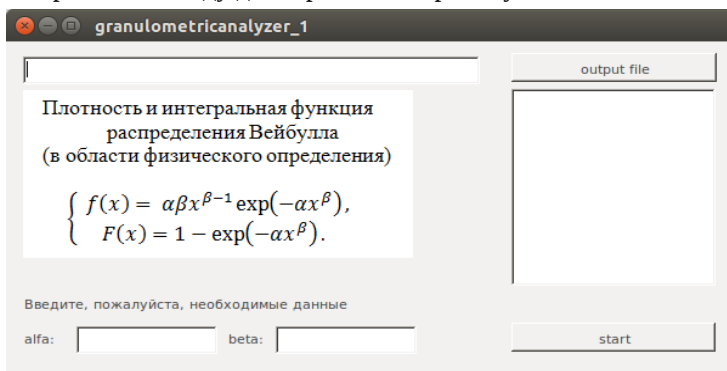 granulometricanalyzer_1
output file
Плотность и интегральная функция
распределения Вейбулла
(в области физического определения)
f(x) = αβx^{β−1} exp(−αx^β),
F(x) = 1 − exp(−αx^β).
Введите, пожалуйста, необходимые данные
alfa: beta: start